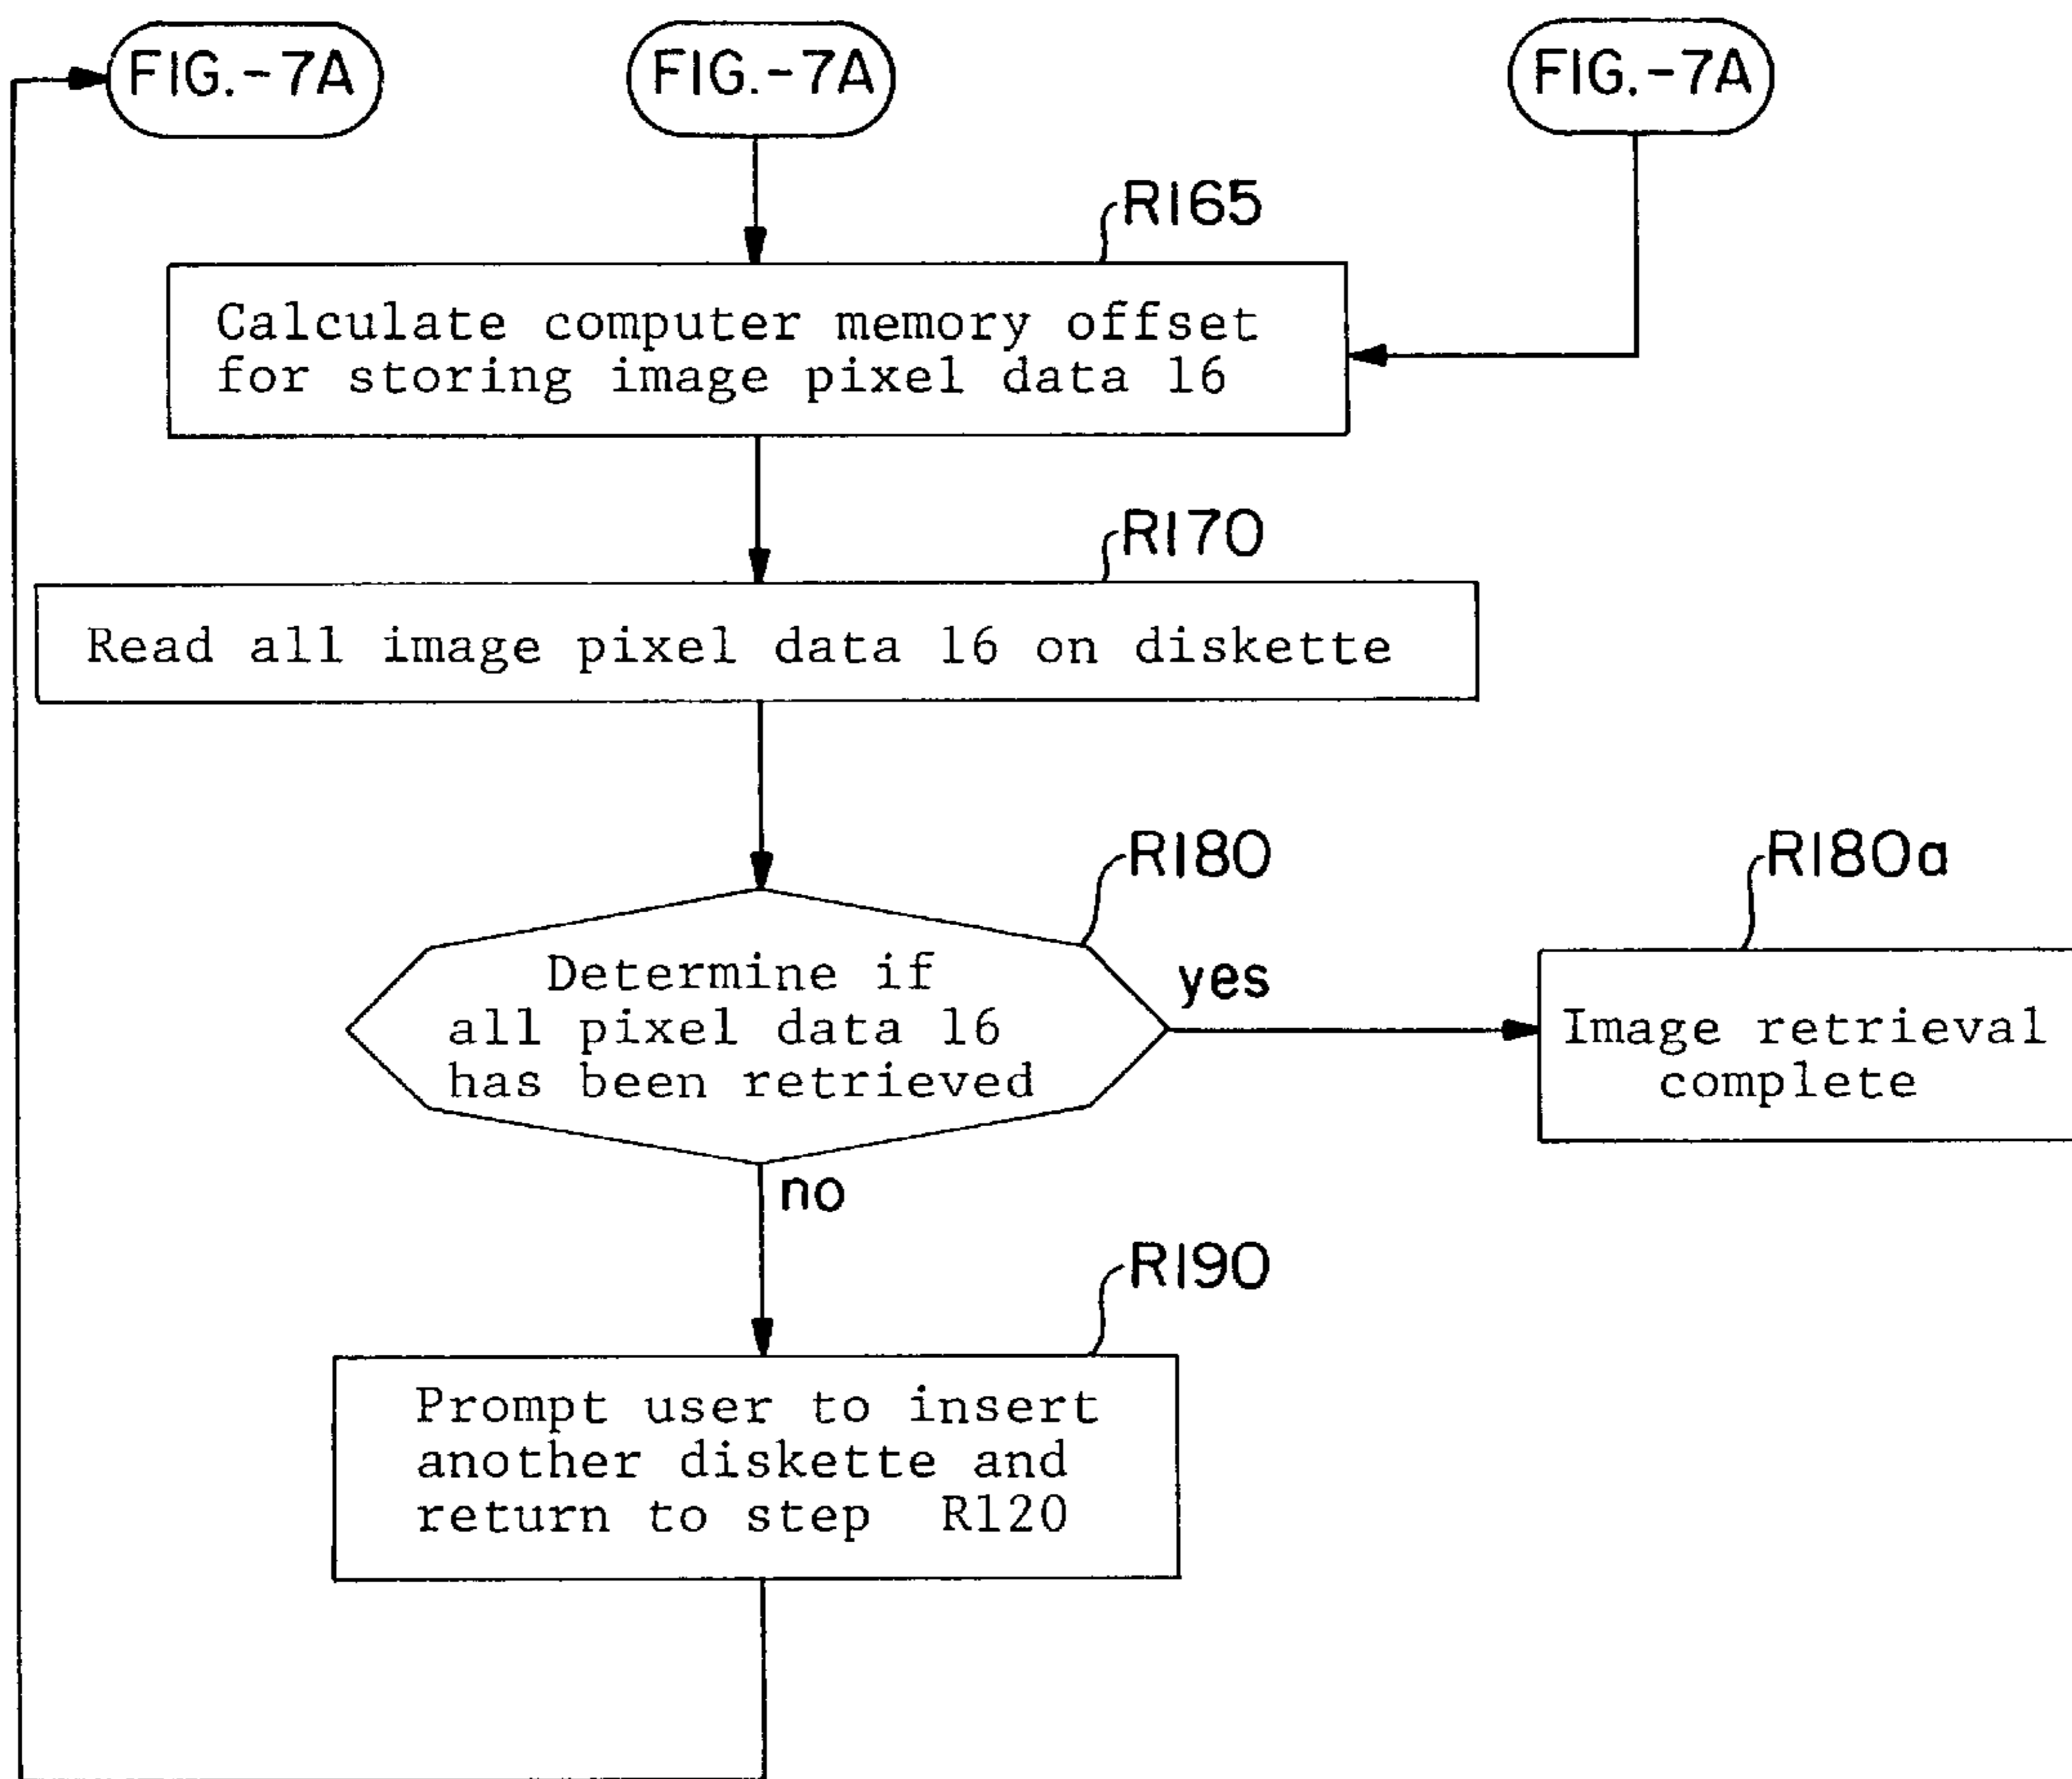 FIG.-7A
FIG.-7A
FIG.-7A
R165
Calculate computer memory offset
for storing image pixel data 16
R170
Read all image pixel data 16 on diskette
R180
Determine if
all pixel data 16
has been retrieved
yes
R180a
Image retrieval
complete
no
R190
Prompt user to insert
another diskette and
return to step R120